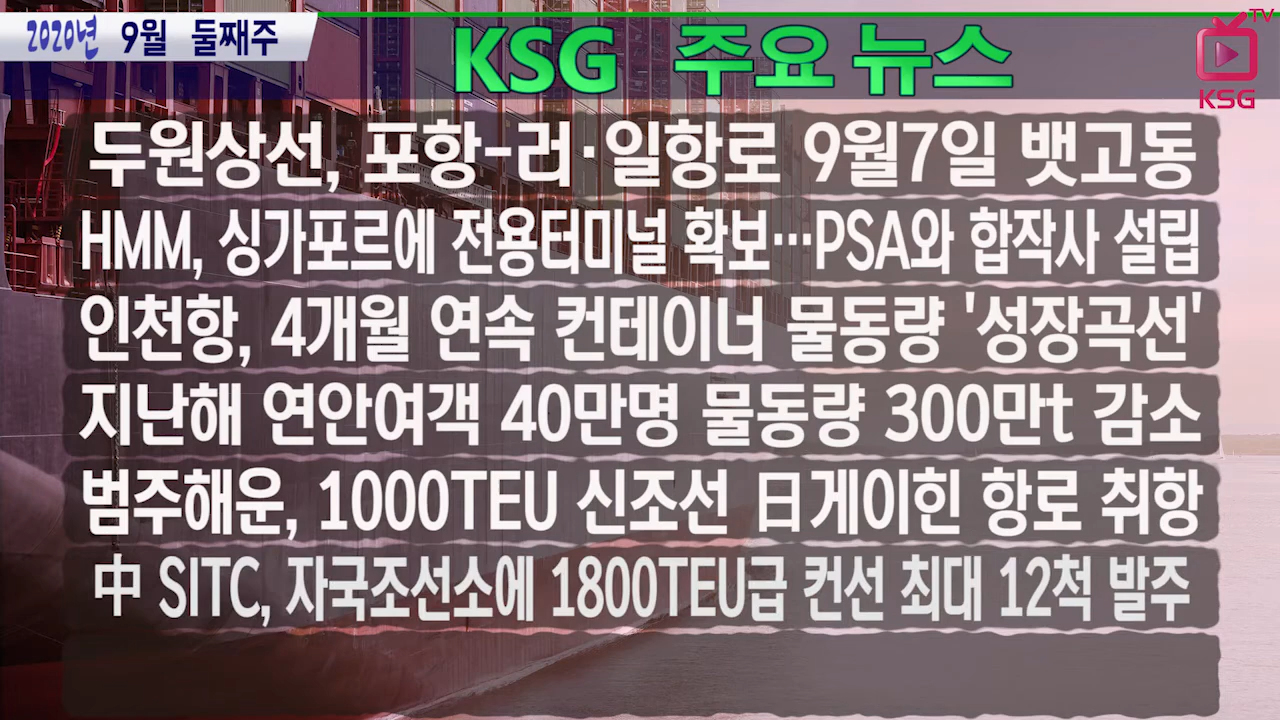 2020년 9월 둘째주
KSG 주요 뉴스
TV
KSG
두원상선, 포항-러·일항로 9월7일 뱃고동
HMM, 싱가포르에 전용터미널 확보…PSA와 합작사 설립
인천항, 4개월 연속 컨테이너 물동량 '성장곡선'
지난해 연안여객 40만명 물동량 300만t 감소
범주해운, 1000TEU 신조선 日게이힌 항로 취항
中 SITC, 자국조선소에 1800TEU급 컨선 최대 12척 발주